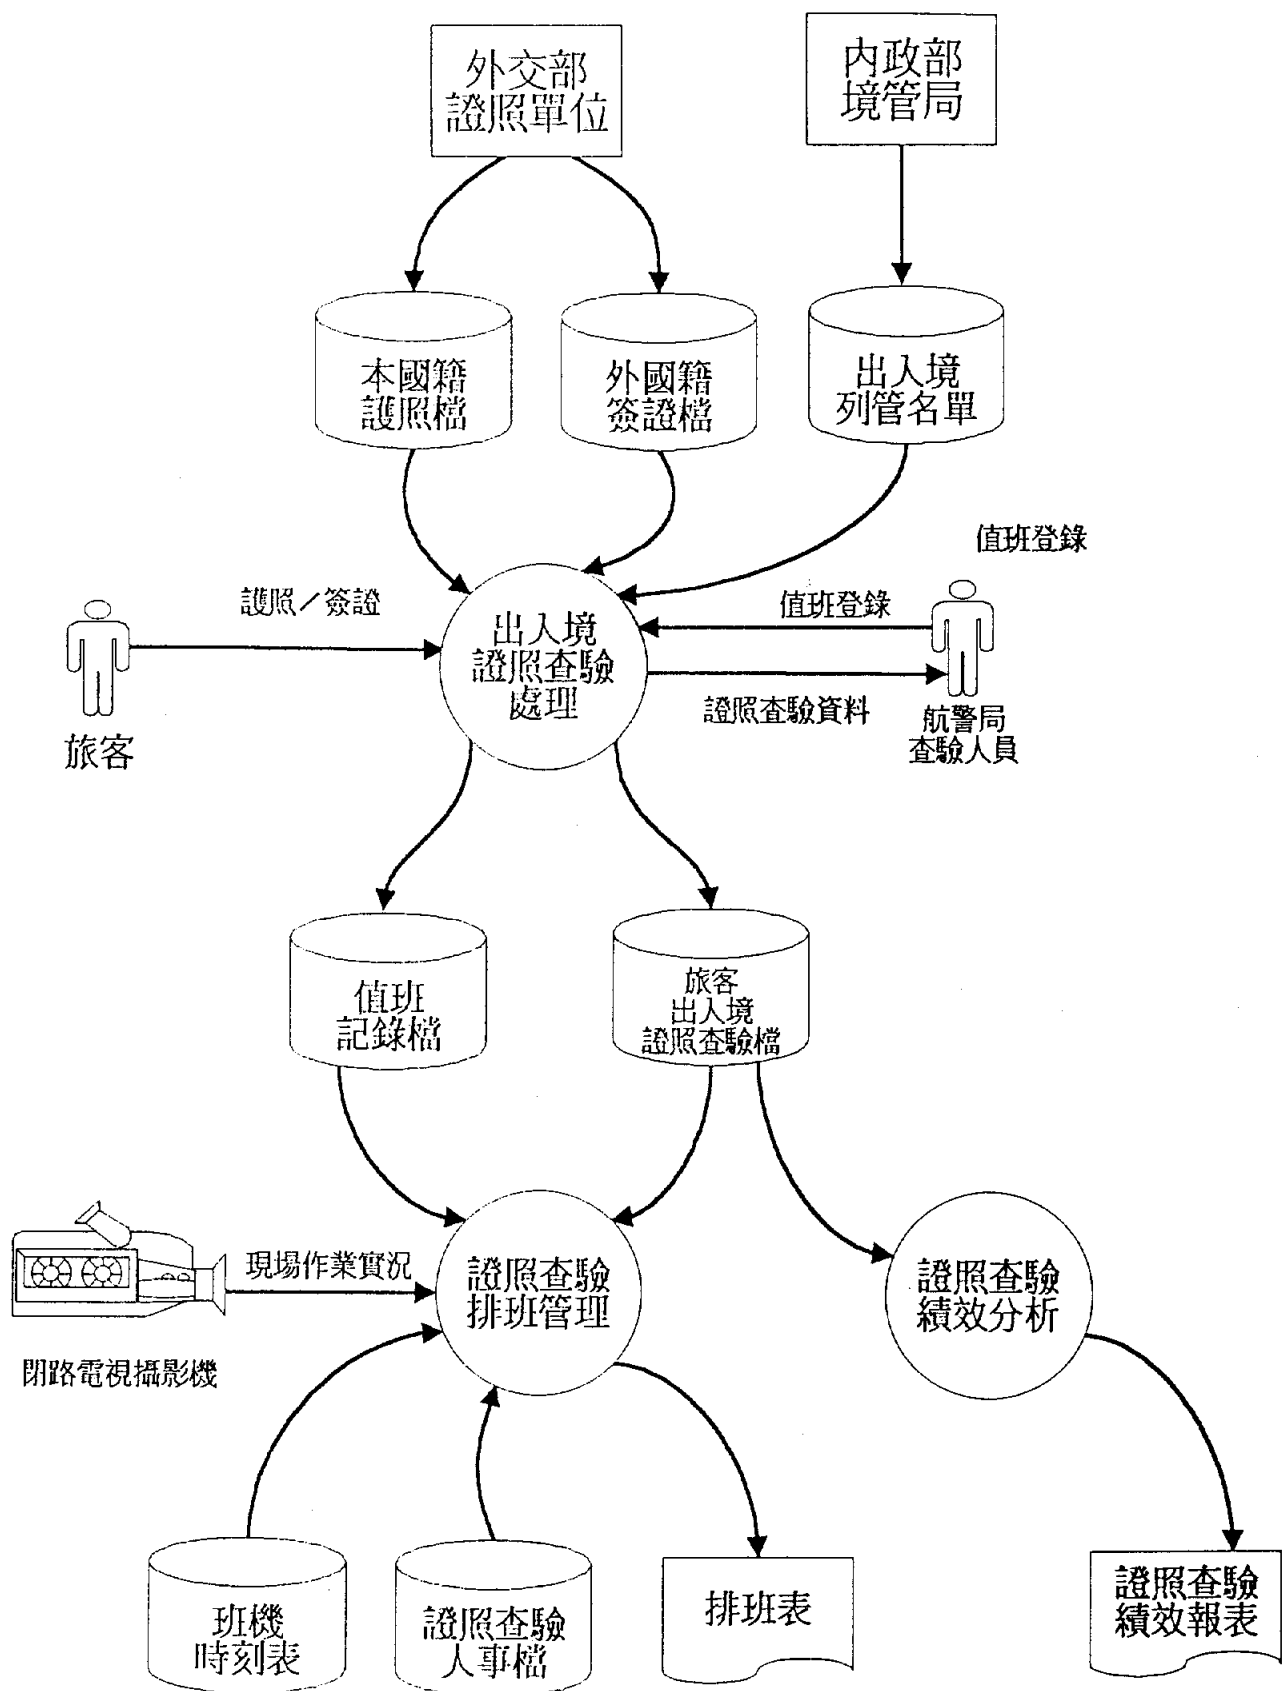 外交部
證照單位
內政部
境管局
本國籍
護照檔
外國籍
簽證檔
出入境
列管名單
值班登錄
護照／簽證
值班登錄
出入境
證照查驗
處理
證照查驗資料
旅客
航警局
查驗人員
值班
記錄檔
旅客
出入境
證照查驗檔
現場作業實況
證照查驗
排班管理
證照查驗
績效分析
閉路電視攝影機
班機
時刻表
證照查驗
人事檔
排班表
證照查驗
績效報表